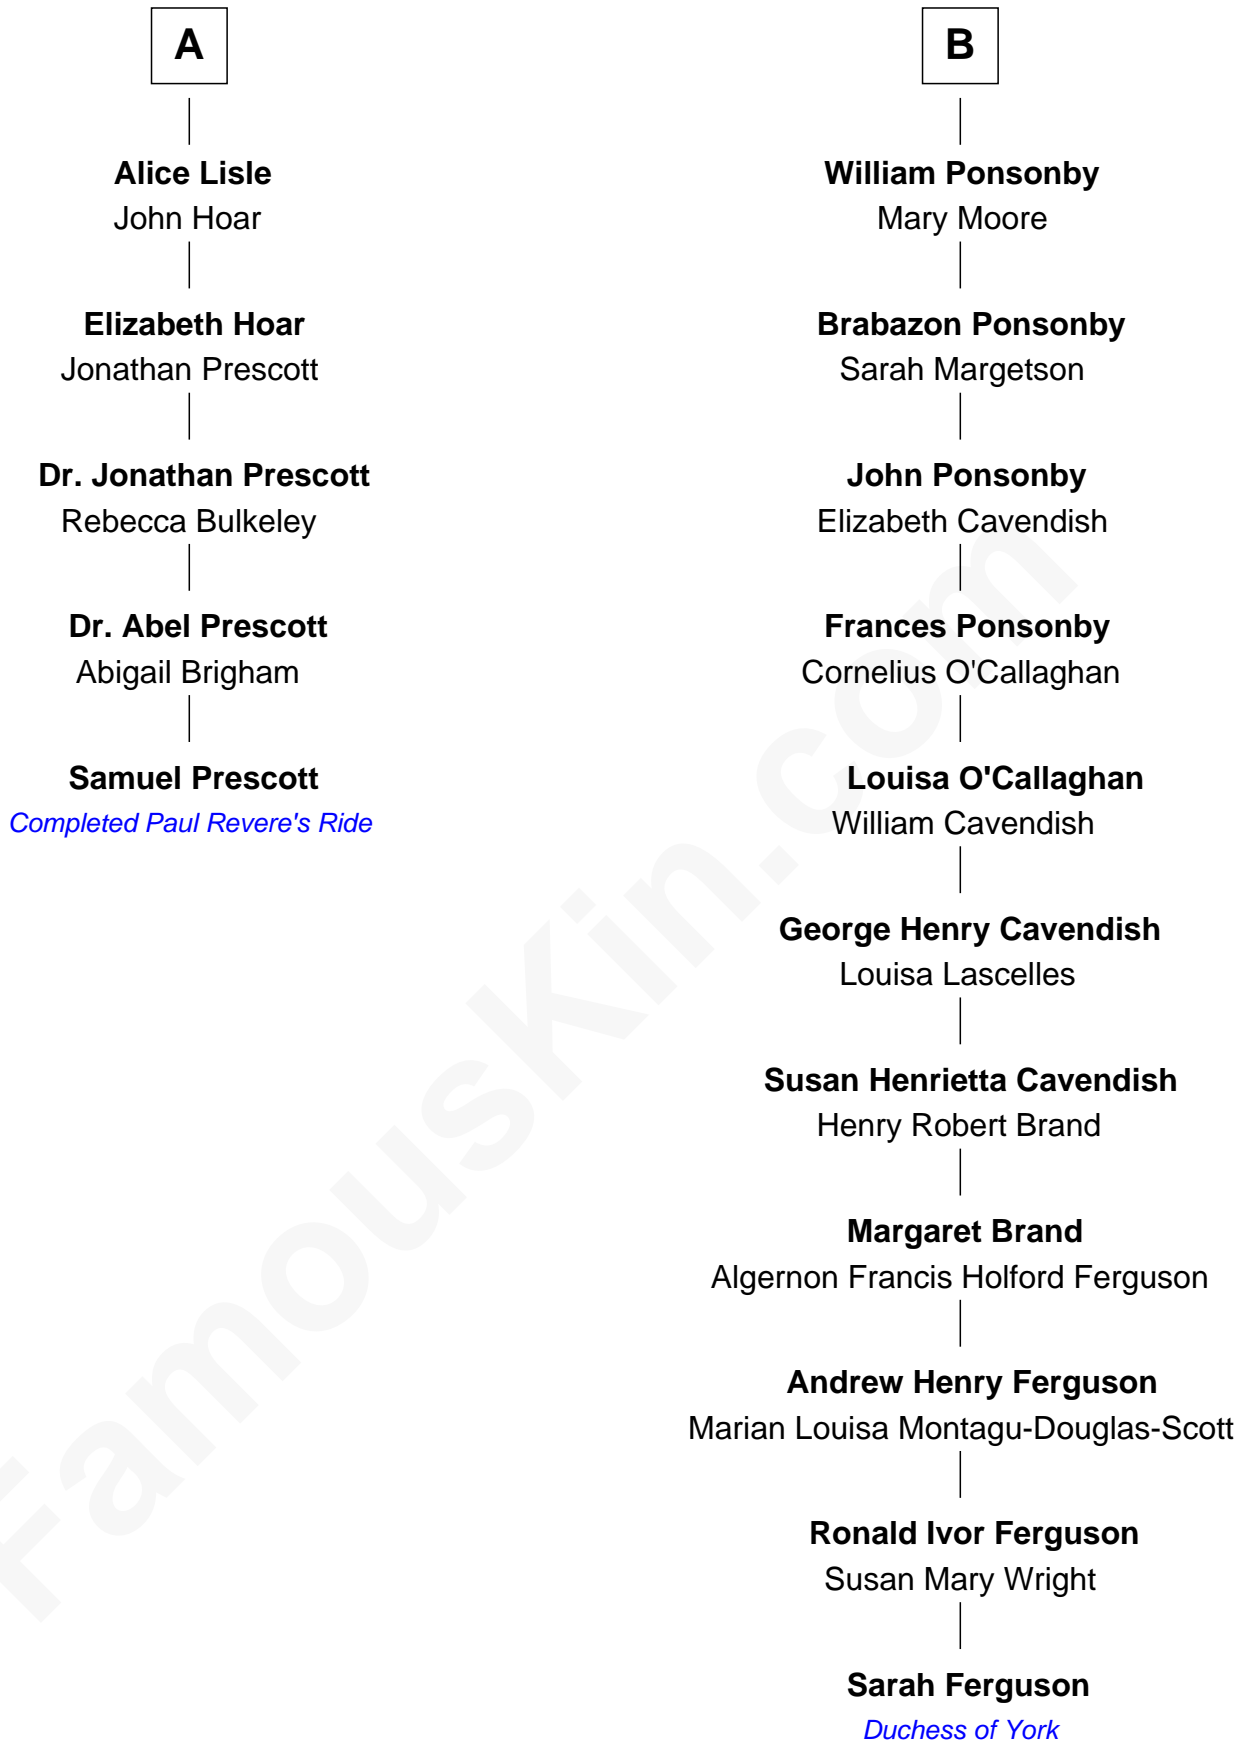 A
Alice Lisle
John Hoar
Elizabeth Hoar
Jonathan Prescott
Dr. Jonathan Prescott
Rebecca Bulkeley
Dr. Abel Prescott
Abigail Brigham
Samuel Prescott
Completed Paul Revere's Ride
B
William Ponsonby
Mary Moore
Brabazon Ponsonby
Sarah Margetson
John Ponsonby
Elizabeth Cavendish
Frances Ponsonby
Cornelius O'Callaghan
Louisa O'Callaghan
William Cavendish
George Henry Cavendish
Louisa Lascelles
Susan Henrietta Cavendish
Henry Robert Brand
Margaret Brand
Algernon Francis Holford Ferguson
Andrew Henry Ferguson
Marian Louisa Montagu-Douglas-Scott
Ronald Ivor Ferguson
Susan Mary Wright
Sarah Ferguson
Duchess of York
FamousKin.com